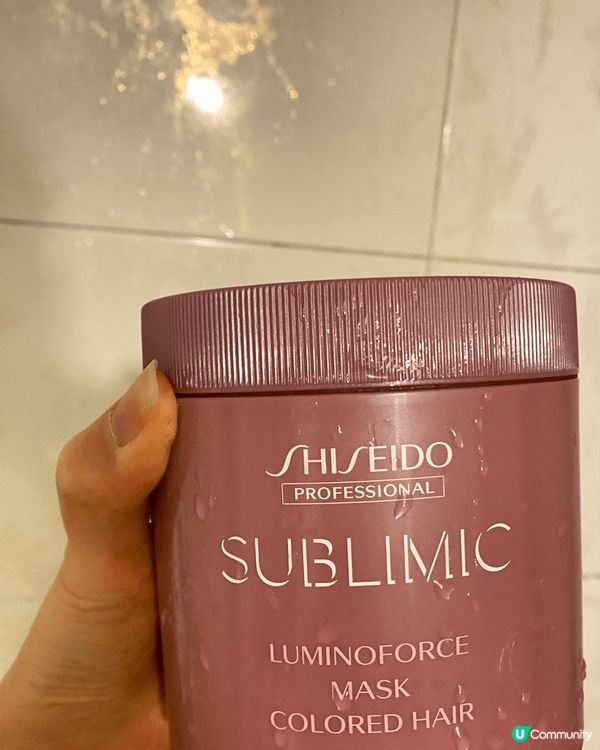 SHISEIDO
PROFESSIONAL
SUBLIMIC
LUMINOFORCE
MASK
COLORED HAIR
U Community